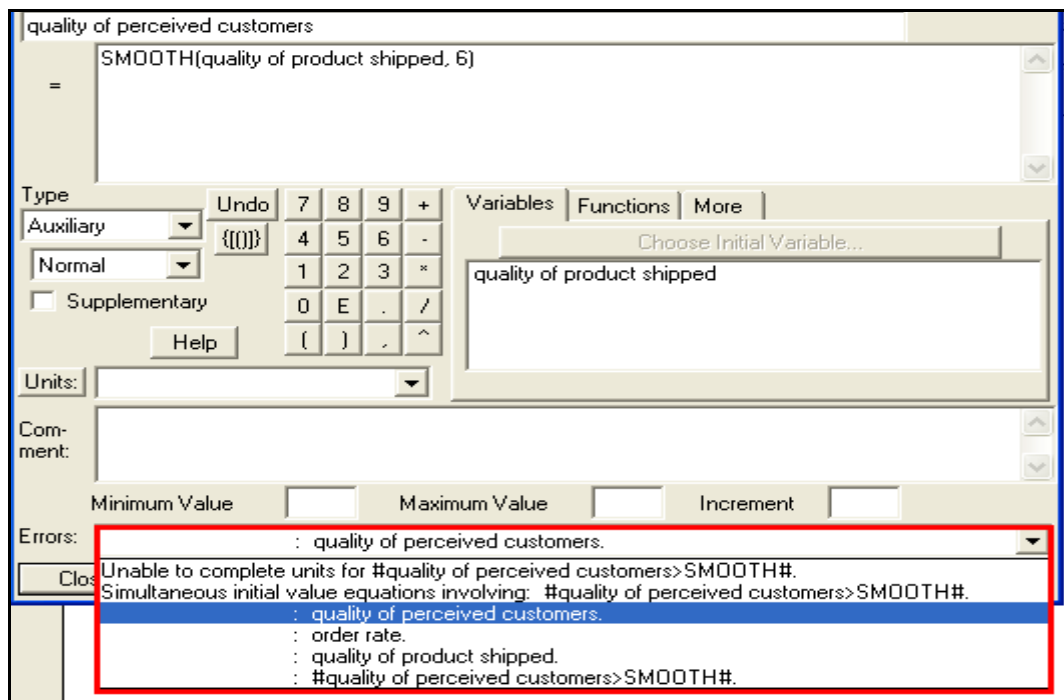 quality of perceived customers
SMOOTH(quality of product shipped, 6)
=
Type
Auxiliary
Normal
Supplementary
Help
Undo
{[()]}
7 8 9 +
4 5 6 -
1 2 3 *
0 E . /
( ) , ^
Variables Functions More
Choose Initial Variable...
quality of product shipped
Units:
Com-
ment:
Minimum Value Maximum Value Increment
Errors: : quality of perceived customers.
Clos
Unable to complete units for #quality of perceived customers>SMOOTH#.
Simultaneous initial value equations involving: #quality of perceived customers>SMOOTH#.
: quality of perceived customers.
: order rate.
: quality of product shipped.
: #quality of perceived customers>SMOOTH#.